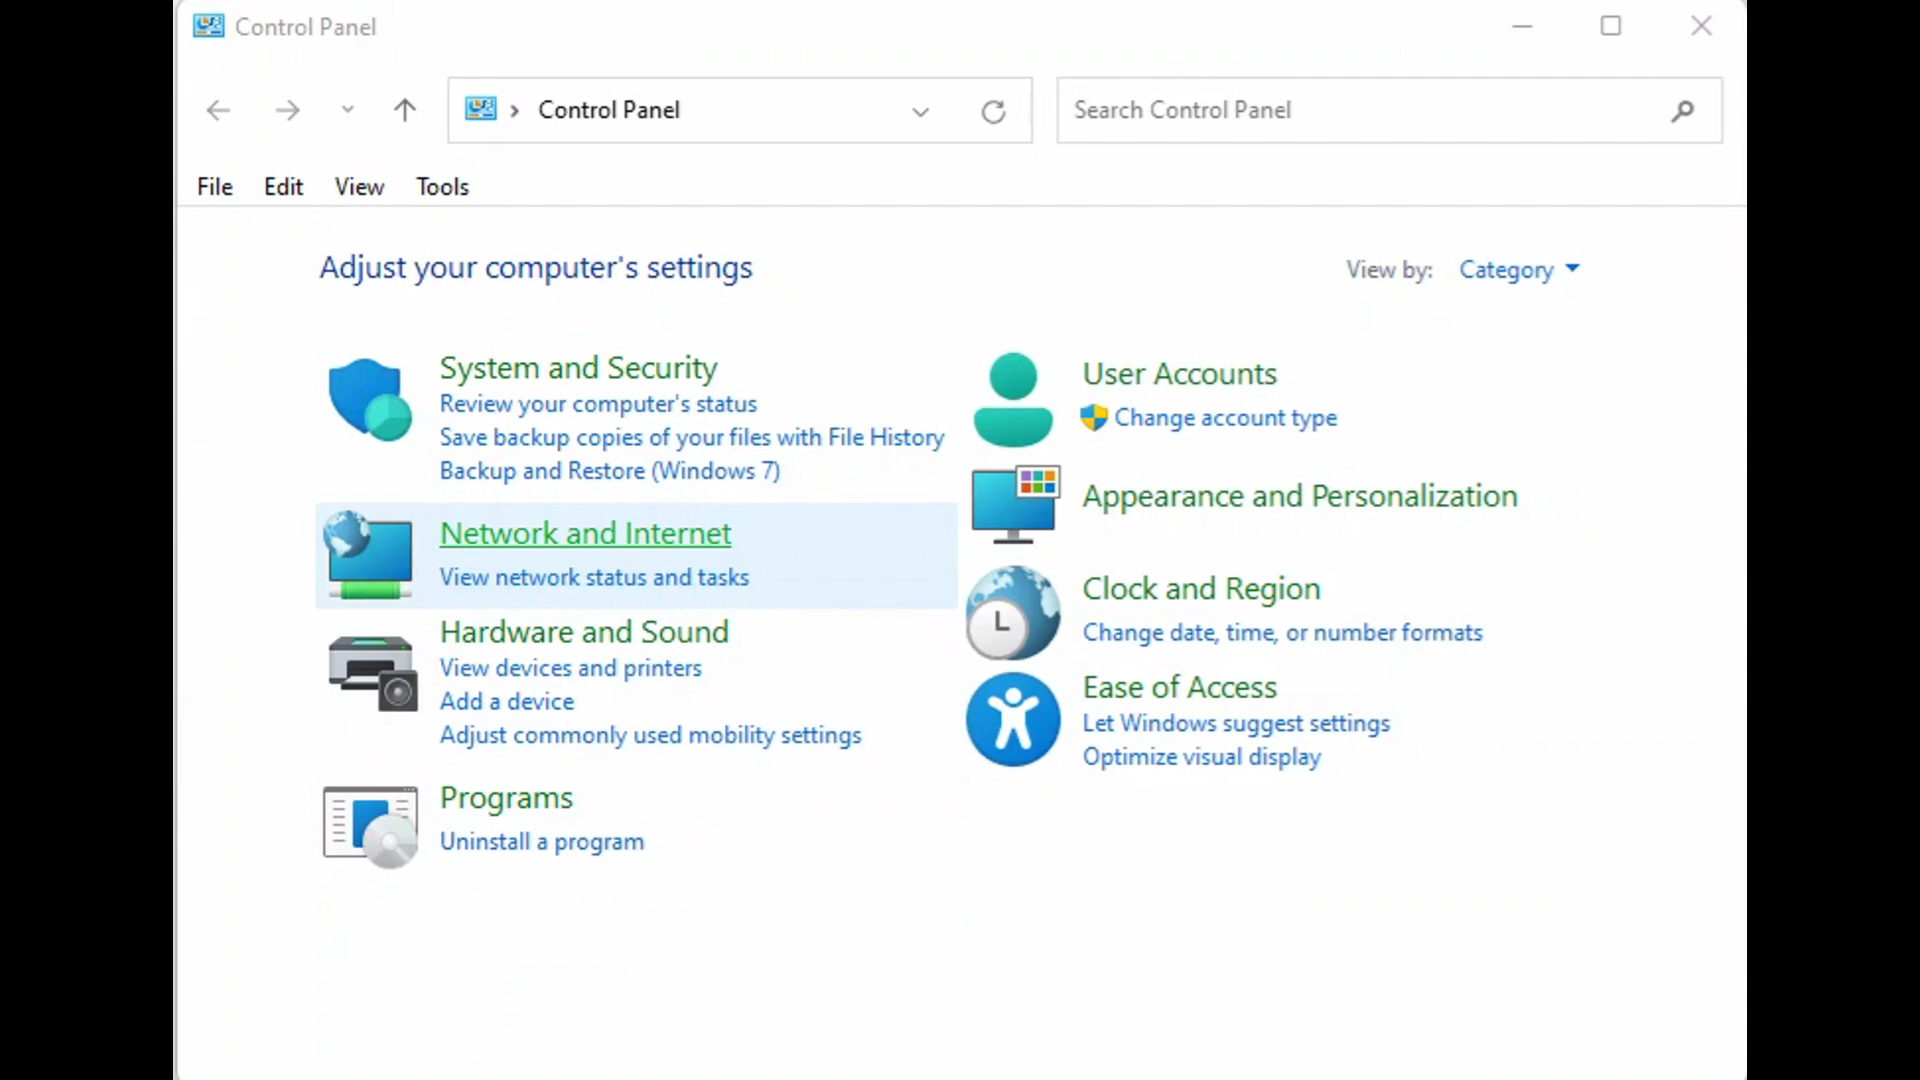 Control Panel
Control Panel
Search Control Panel
File Edit View Tools
Adjust your computer's settings
View by: Category
System and Security
Review your computer's status
Save backup copies of your files with File History
Backup and Restore (Windows 7)
Network and Internet
View network status and tasks
Hardware and Sound
View devices and printers
Add a device
Adjust commonly used mobility settings
Programs
Uninstall a program
User Accounts
Change account type
Appearance and Personalization
Clock and Region
Change date, time, or number formats
Ease of Access
Let Windows suggest settings
Optimize visual display